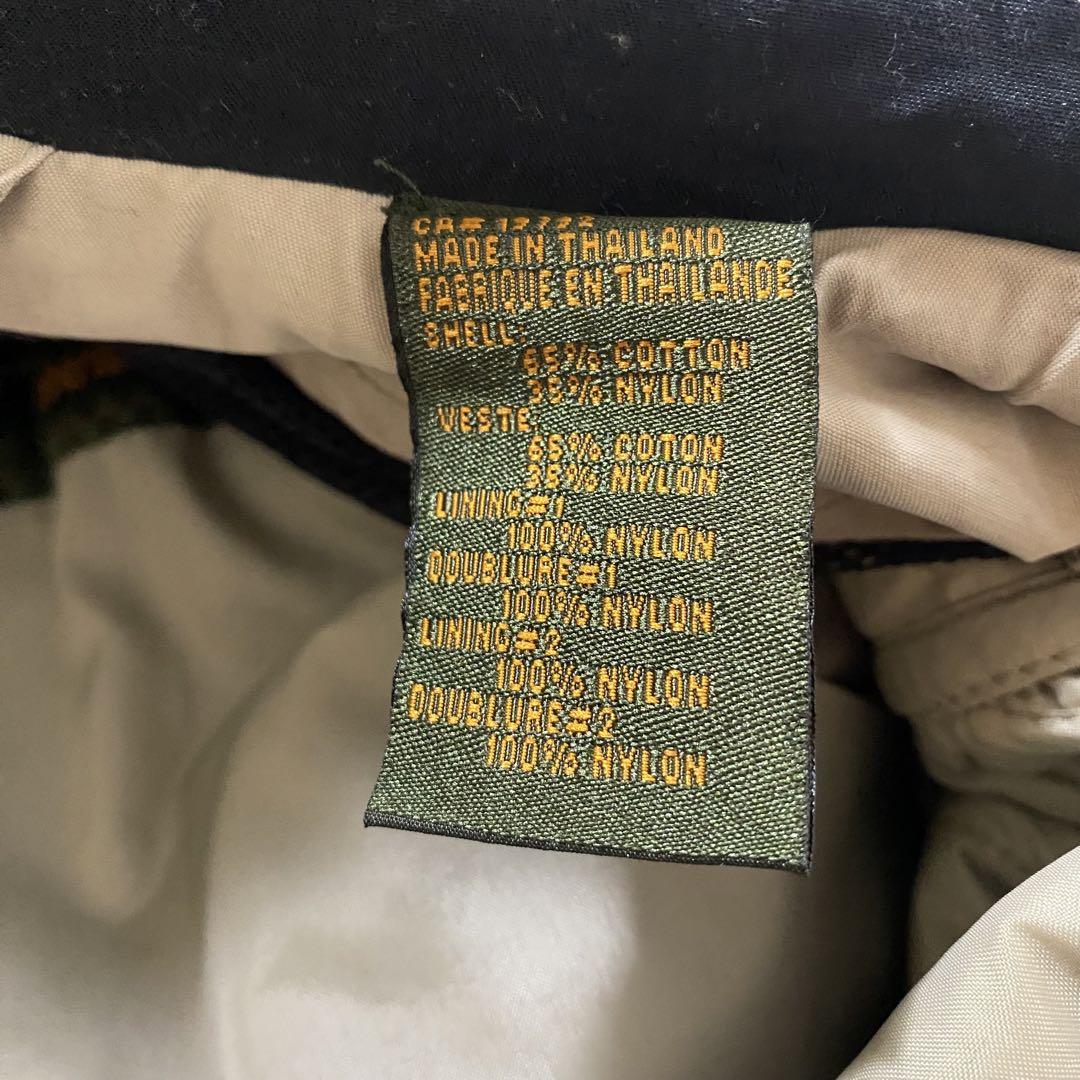 MADE IN THAILAND
FABRIQUE EN THAILANDE
SHELL:
65% COTTON
35% NYLON
VESTE:
65% COTON
35% NYLON
LINING#1
100% NYLON
DOUBLURE#1
100% NYLON
LINING#2
100% NYLON
DOUBLURE#2
100% NYLON